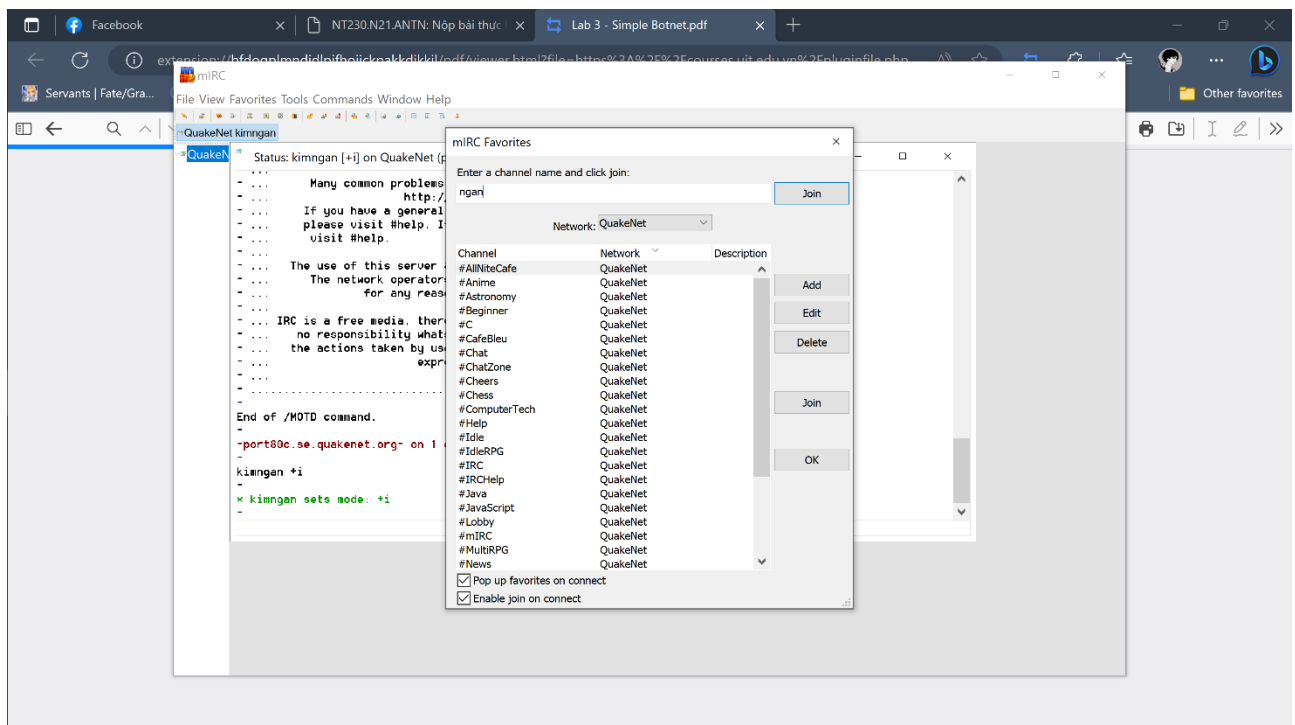 Facebook
NT230.N21.ANTN: Nộp bài thực
Lab 3 - Simple Botnet.pdf
Servants | Fate/Gra...
Other favorites
mIRC
File View Favorites Tools Commands Window Help
QuakeNet kimngan
QuakeN
Status: kimngan [+i] on QuakeNet (p
- ...
- ... Many common problems
- ... http:/
- ... If you have a general
- ... please visit #help. I
- ... visit #help.
- ...
- ... The use of this server
- ... The network operator
- ... for any reas
- ...
- ... IRC is a free media, ther
- ... no responsibility what
- ... the actions taken by us
- ... expr
- ...
- ...............................
-
End of /MOTD command.
-
-port80c.se.quakenet.org- on 1
-
kimngan +i
-
× kimngan sets mode: +i
-
mIRC Favorites
Enter a channel name and click join:
ngan
Join
Network: QuakeNet
Channel Network Description
#AllNiteCafe QuakeNet
#Anime QuakeNet
#Astronomy QuakeNet
#Beginner QuakeNet
#C QuakeNet
#CafeBleu QuakeNet
#Chat QuakeNet
#ChatZone QuakeNet
#Cheers QuakeNet
#Chess QuakeNet
#ComputerTech QuakeNet
#Help QuakeNet
#Idle QuakeNet
#IdleRPG QuakeNet
#IRC QuakeNet
#IRCHelp QuakeNet
#Java QuakeNet
#JavaScript QuakeNet
#Lobby QuakeNet
#mIRC QuakeNet
#MultiRPG QuakeNet
#News QuakeNet
Add
Edit
Delete
Join
OK
Pop up favorites on connect
Enable join on connect